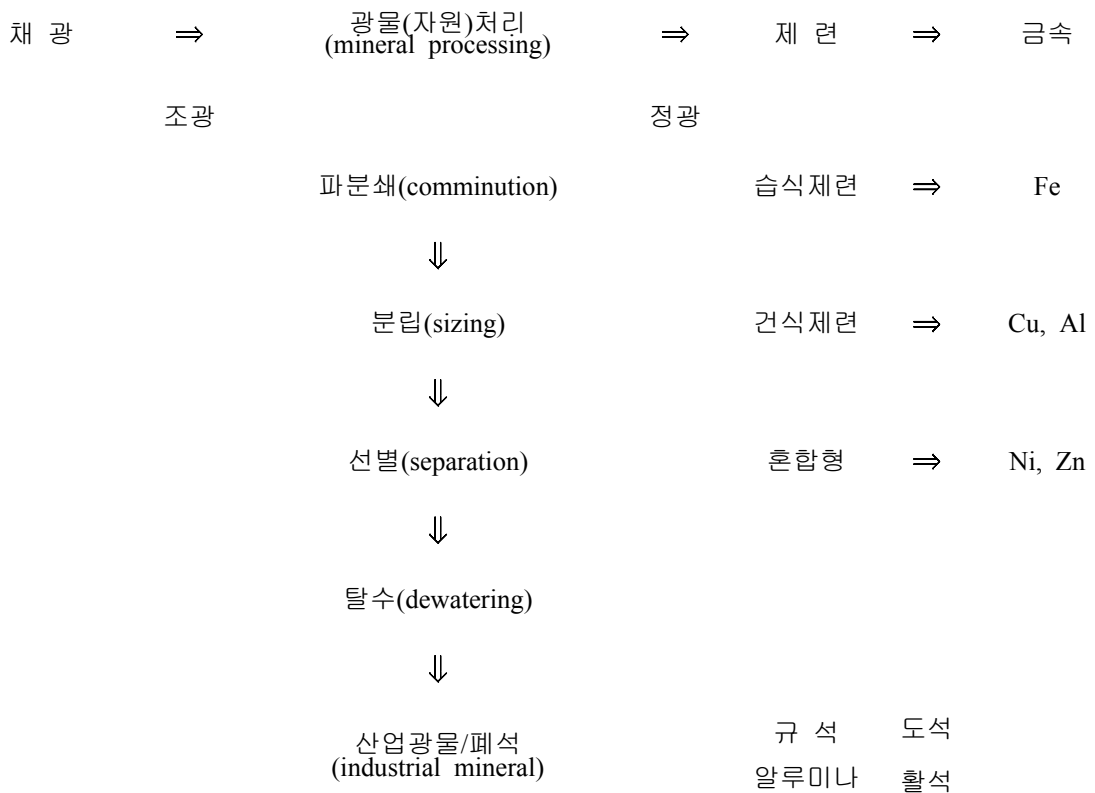 채 광 ⇒ 광물(자원)처리 ⇒ 제 련 ⇒ 금속
(mineral processing)
조광 정광
파분쇄(comminution) 습식제련 ⇒ Fe
⇓
분립(sizing) 건식제련 ⇒ Cu, Al
⇓
선별(separation) 혼합형 ⇒ Ni, Zn
⇓
탈수(dewatering)
⇓
산업광물/폐석 규 석 도석
(industrial mineral) 알루미나 활석